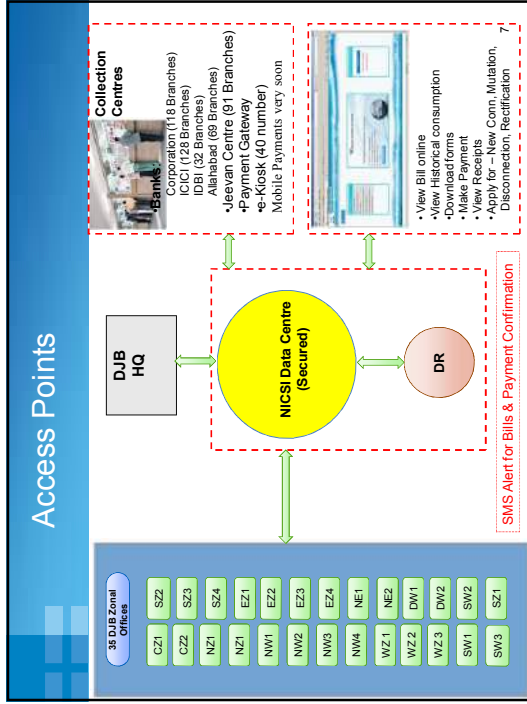 Access Points
35 DJB Zonal
Offices
CZ1 SZ2
CZ2 SZ3
NZ1 SZ4
NZ1 EZ1
NW1 EZ2
NW2 EZ3
NW3 EZ4
NW4 NE1
WZ 1 NE2
WZ 2 DW1
WZ 3 DW2
SW1 SW2
SW3 SZ1
DJB
HQ
NICSI Data Centre
(Secured)
DR
SMS Alert for Bills & Payment Confirmation
Collection
Centres
•Banks:
Corporation (118 Branches)
ICICI (128 Branches)
IDBI (32 Branches)
Allahabad (69 Branches)
•Jeevan Centre (91 Branches)
•Payment Gateway
•e-Kiosk (40 number)
Mobile Payments very soon
• View Bill online
•View Historical consumption
•Download forms
• Make Payment
• View Receipts
• Apply for – New Conn, Mutation,
Disconnection, Rectification
7